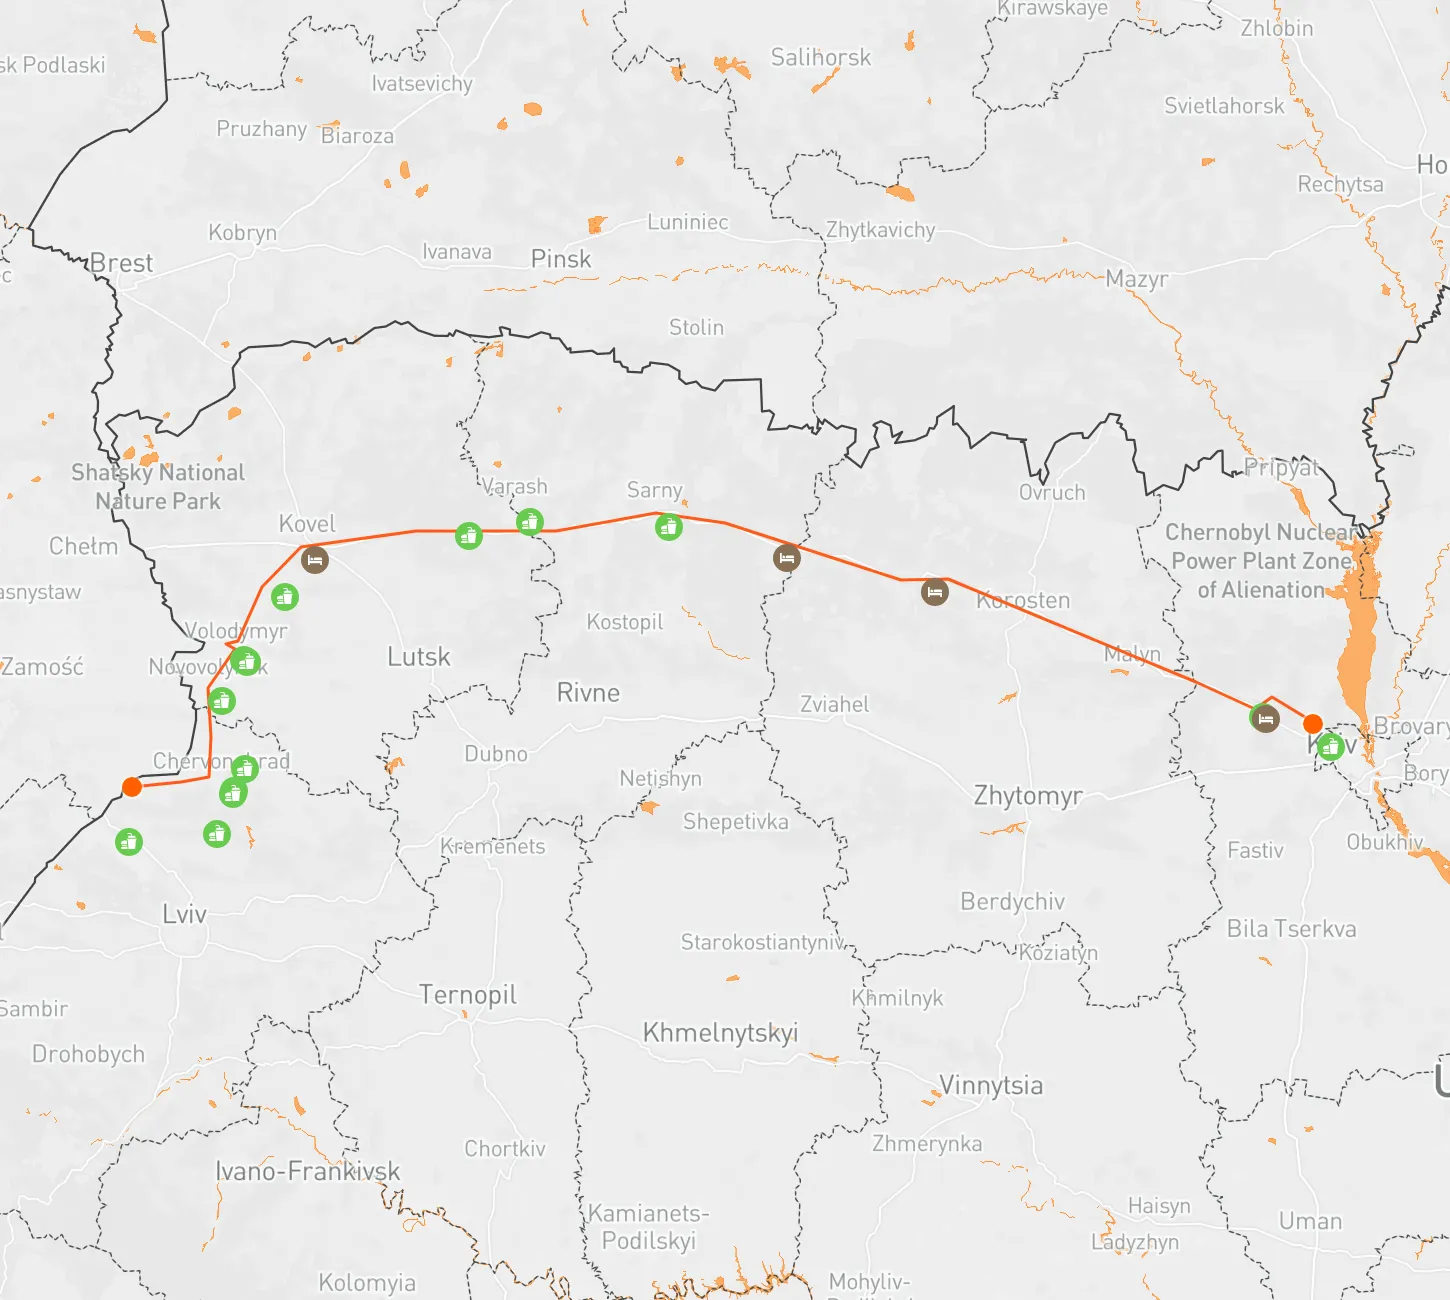 Kirawskaye
Zhlobin
sk Podlaski
Salihorsk
Ivatsevichy
Svietlahorsk
Pruzhany
Biaroza
Ho
Rechytsa
Kobryn
Luniniec
Zhytkavichy
Ivanava
Pinsk
Brest
ec
Mazyr
Stolin
Shatsky National
Nature Park
Varash
Sarny
Pripyat
Ovruch
Kovel
Chełm
Chernobyl Nuclear
Power Plant Zone
of Alienation
asnystaw
Korosten
Kostopil
Volodymyr
Zamość
Lutsk
Malyn
Rivne
Zviahel
Brovary
Dubno
Netishyn
Bory
Zhytomyr
Shepetivka
Kremenets
Fastiv
Obukhiv
Lviv
Berdychiv
Bila Tserkva
Starokostiantyniv
Koziatyn
Ternopil
Khmilnyk
Sambir
Khmelnytskyi
Drohobych
Vinnytsia
Zhmerynka
Chortkiv
Ivano-Frankivsk
Kamianets-
Podilskyi
Haisyn
Uman
Ladyzhyn
Kolomyia
Mohyliv-